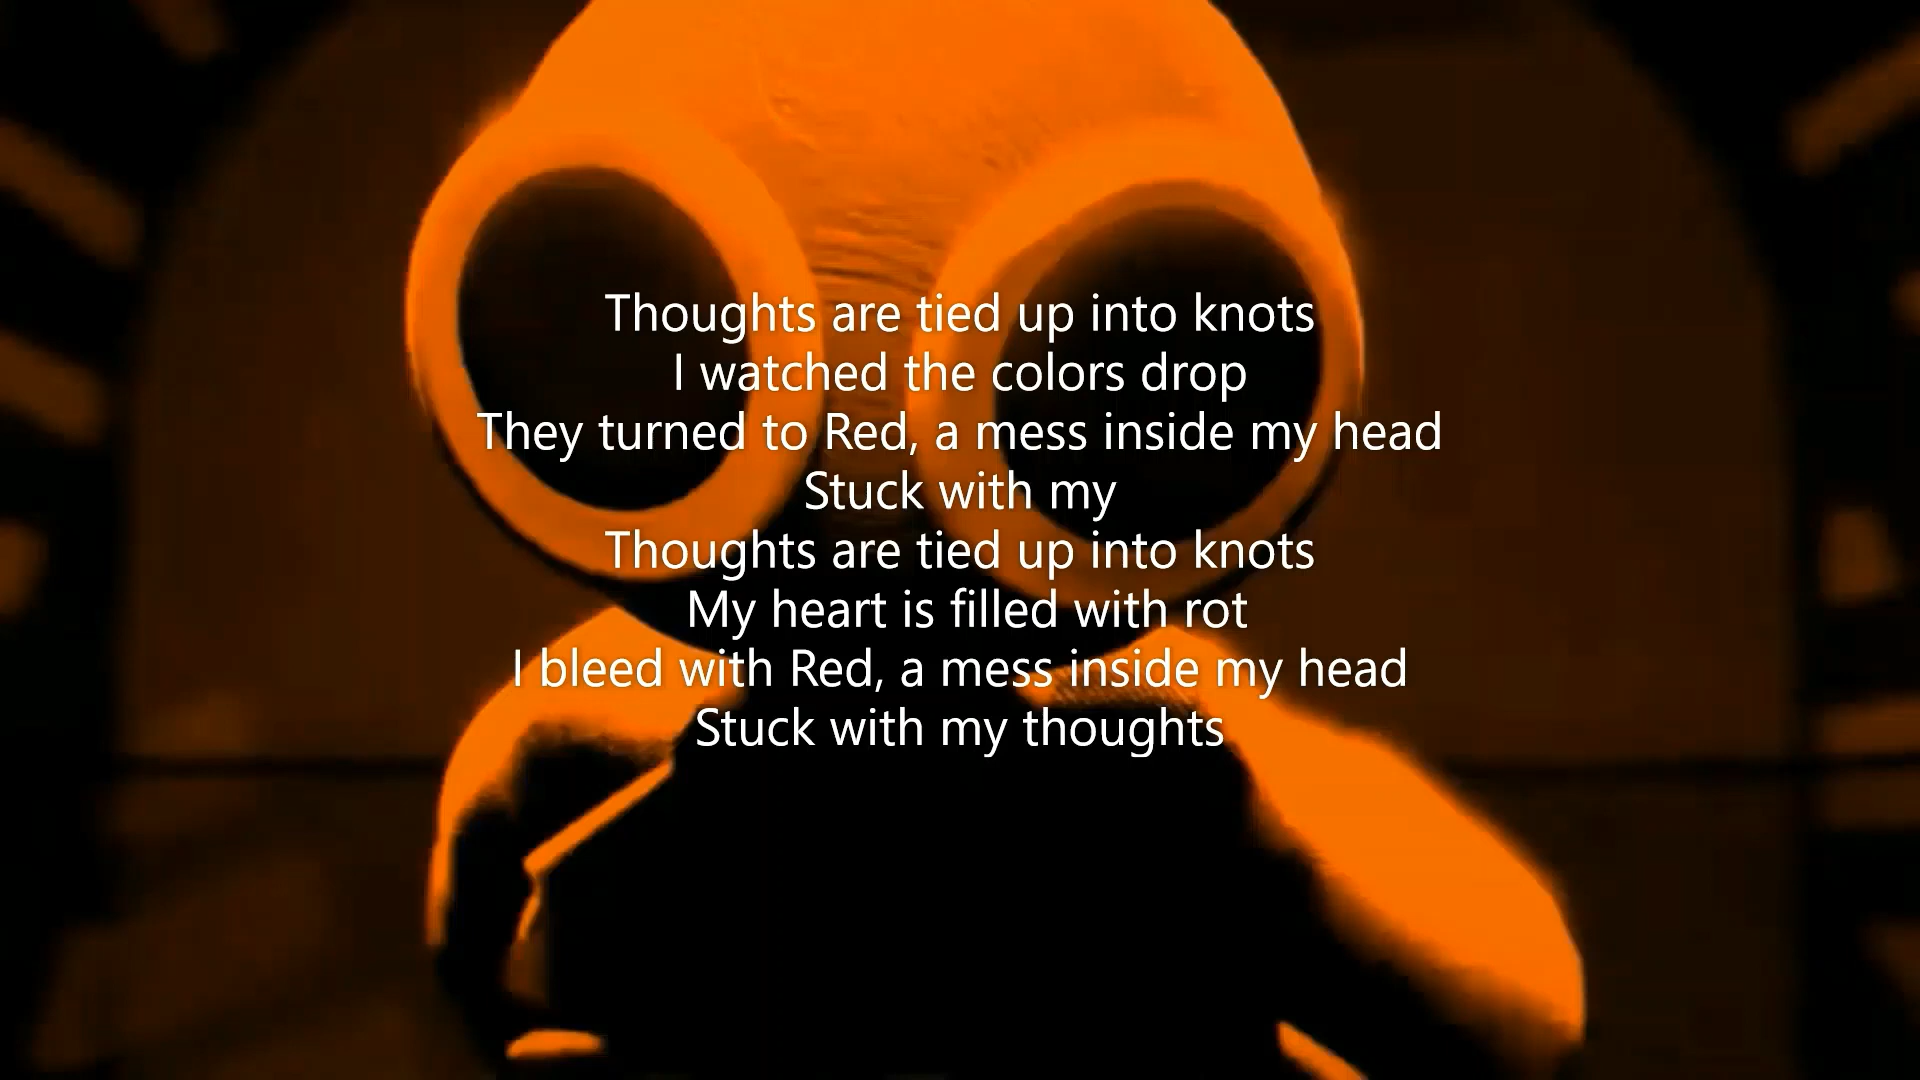 Thoughts are tied up into knots
I watched the colors drop
They turned to Red, a mess inside my head
Stuck with my
Thoughts are tied up into knots
My heart is filled with rot
I bleed with Red, a mess inside my head
Stuck with my thoughts